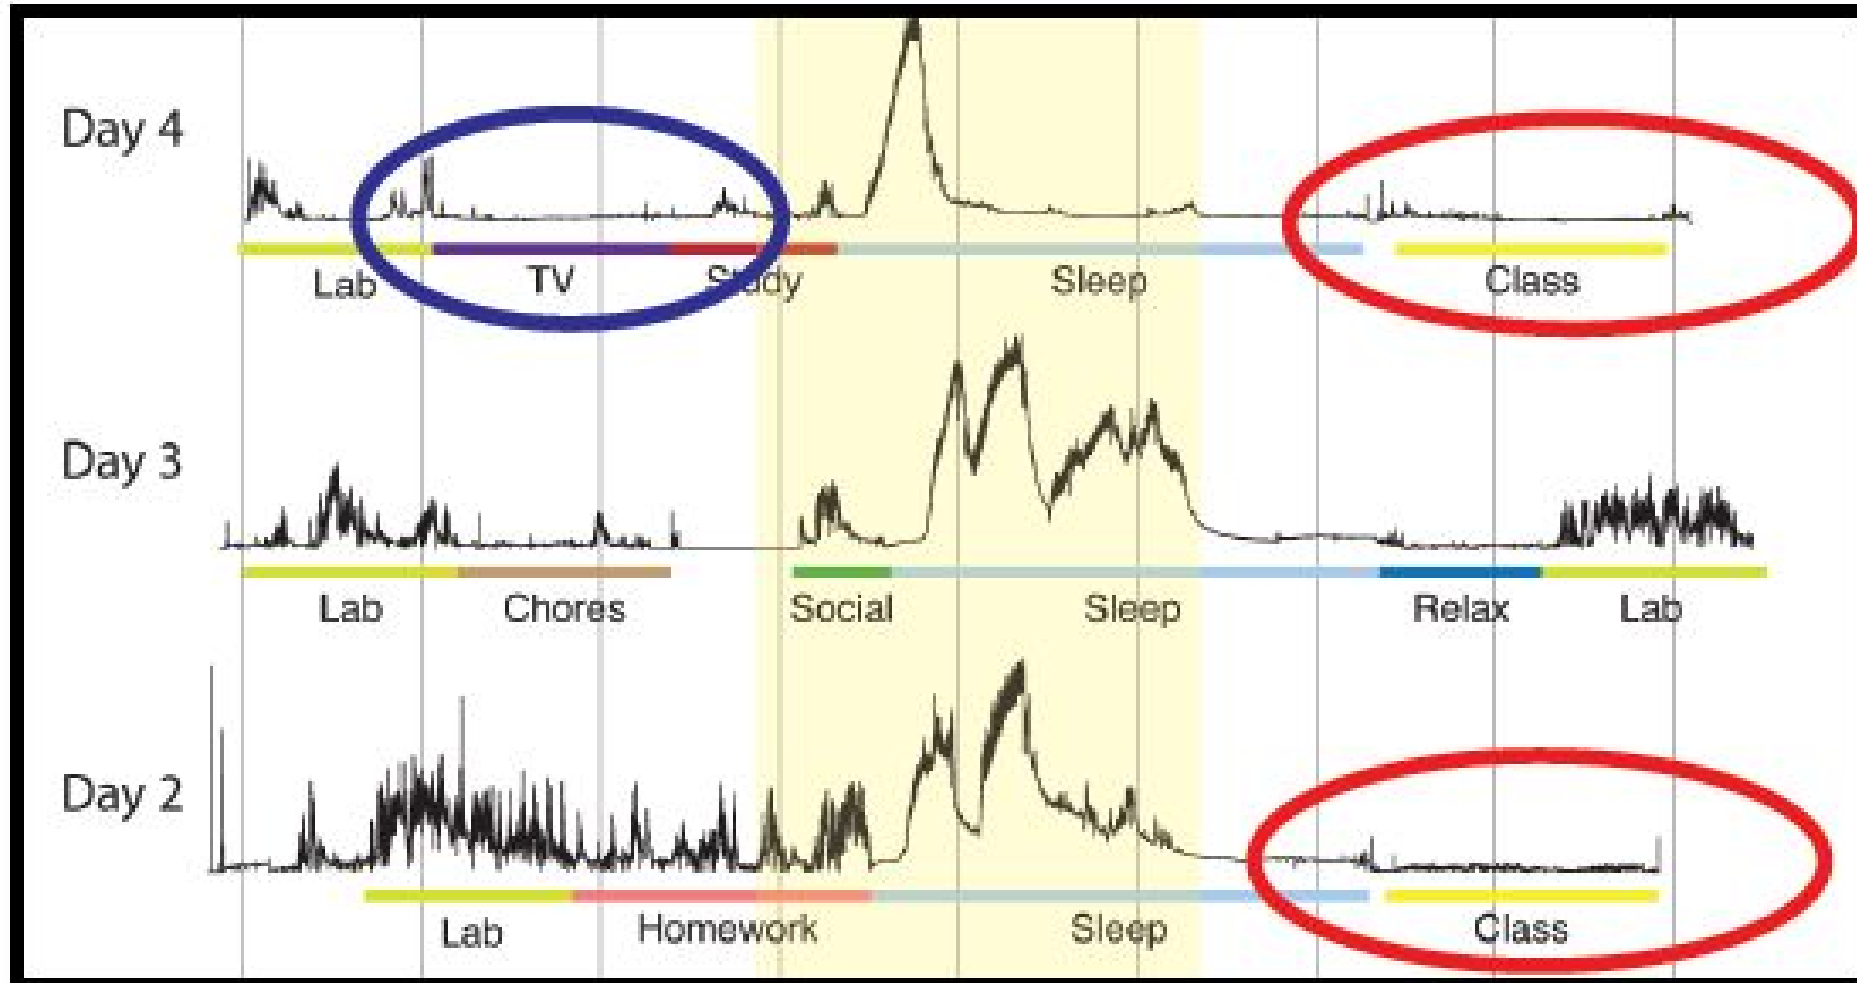 Day 4
Lab TV Study Sleep Class
Day 3
Lab Chores Social Sleep Relax Lab
Day 2
Lab Homework Sleep Class